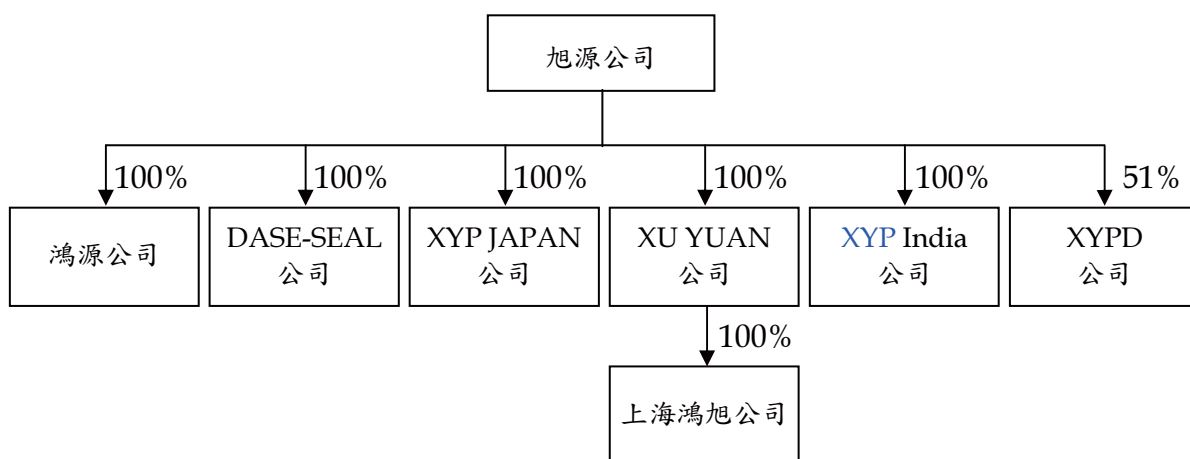 旭源公司
100%
100%
100%
100%
100%
51%
鴻源公司
DASE-SEAL
公司
XYP JAPAN
公司
XU YUAN
公司
XYP India
公司
XYPD
公司
100%
上海鴻旭公司